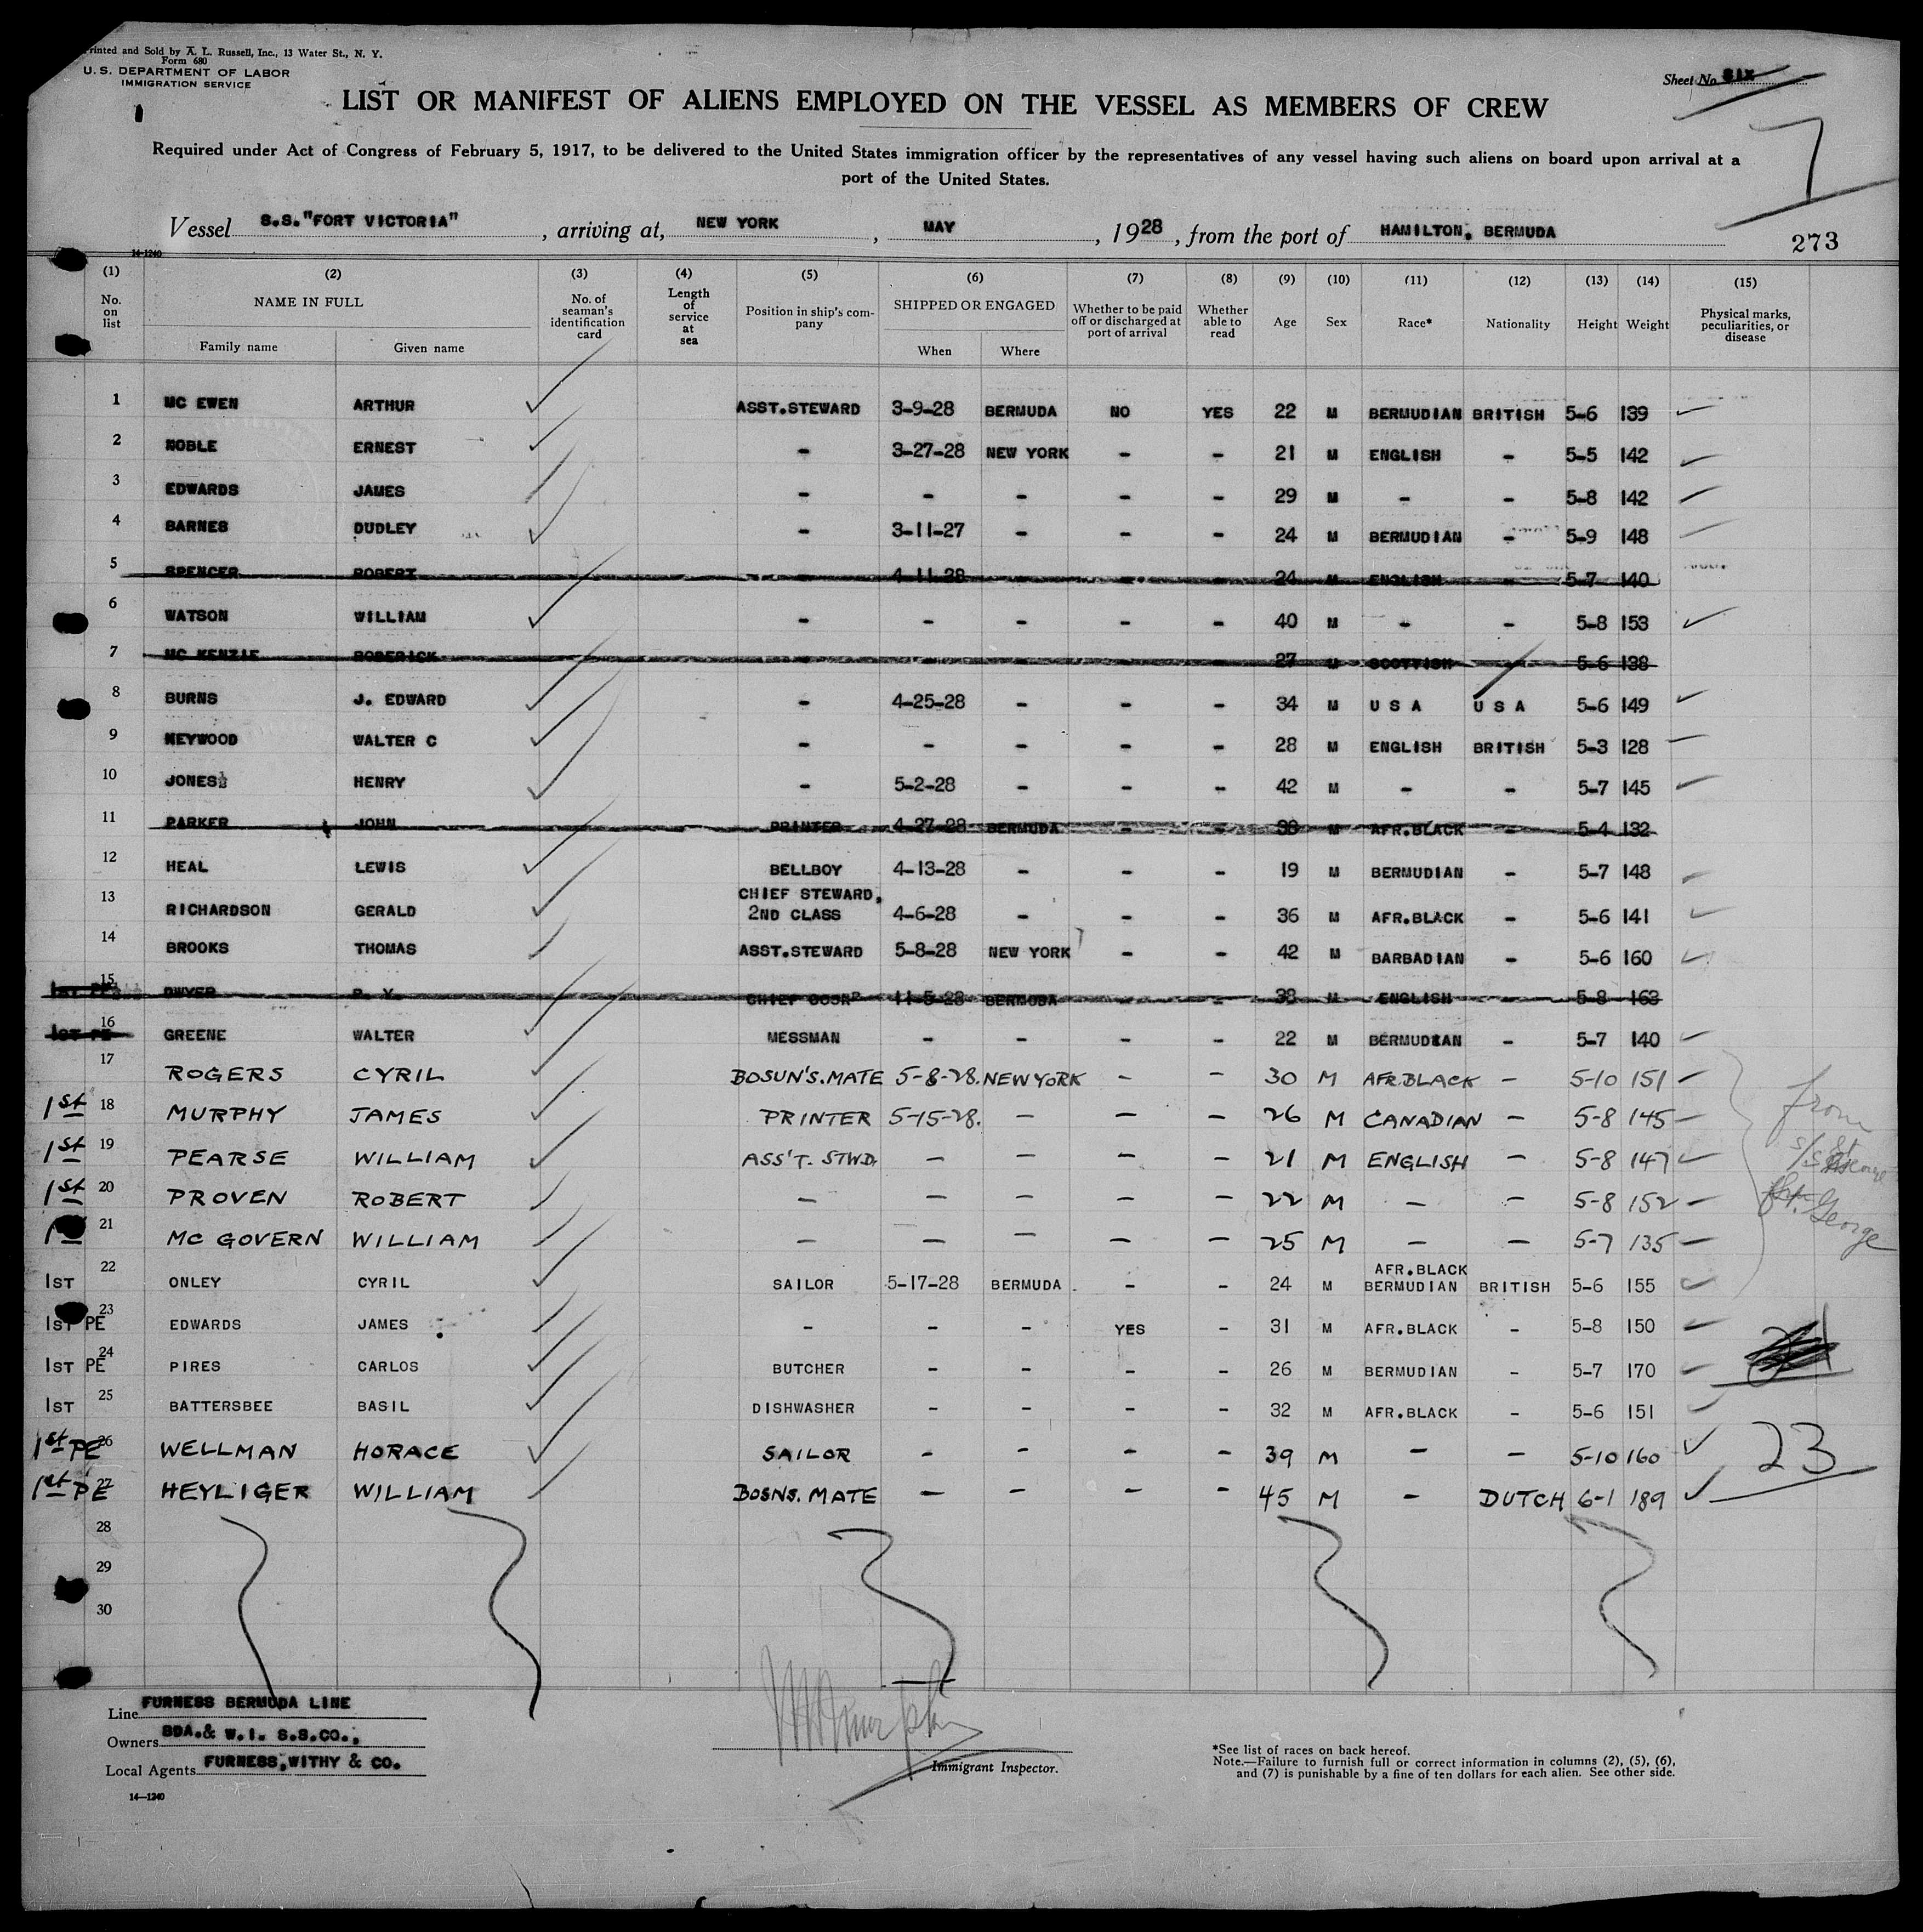 Printed and Sold by A. L. Russell, Inc., 13 Water St., N. Y.
Form 680
U. S. DEPARTMENT OF LABOR
IMMIGRATION SERVICE
Sheet No. SIX
7
LIST OR MANIFEST OF ALIENS EMPLOYED ON THE VESSEL AS MEMBERS OF CREW
Required under Act of Congress of February 5, 1917, to be delivered to the United States immigration officer by the representatives of any vessel having such aliens on board upon arrival at a
port of the United States.
Vessel S.S. "FORT VICTORIA", arriving at, NEW YORK, MAY, 1928, from the port of HAMILTON, BERMUDA
273
14-1240
(1) (2) (3) (4) (5) (6) (7) (8) (9) (10) (11) (12) (13) (14) (15)
No. on list NAME IN FULL Family name Given name No. of seaman's identification card Length of service at sea Position in ship's company SHIPPED OR ENGAGED When Where Whether to be paid off or discharged at port of arrival Whether able to read Age Sex Race* Nationality Height Weight Physical marks, peculiarities, or disease
1 MC EWEN ARTHUR ASST.STEWARD 3-9-28 BERMUDA NO YES 22 M BERMUDIAN BRITISH 5-6 139
2 NOBLE ERNEST - 3-27-28 NEW YORK - - 21 M ENGLISH - 5-5 142
3 EDWARDS JAMES - - - - - 29 M - - 5-8 142
4 BARNES DUDLEY - 3-11-27 - - - 24 M BERMUDIAN - 5-9 148
5 SPENCER ROBERT - 4-11-28 - - - 24 M ENGLISH - 5-7 140
6 WATSON WILLIAM - - - - - 40 M - - 5-8 153
7 MC KENZIE RODERICK - - - - - 27 M SCOTTISH - 5-6 138
8 BURNS J. EDWARD - 4-25-28 - - - 34 M U S A U S A 5-6 149
9 HEYWOOD WALTER C - - - - - 28 M ENGLISH BRITISH 5-3 128
10 JONES HENRY - 5-2-28 - - - 42 M - - 5-7 145
11 PARKER JOHN PRINTER 4-27-28 BERMUDA - - 38 M AFR.BLACK - 5-4 132
12 HEAL LEWIS BELLBOY 4-13-28 - - - 19 M BERMUDIAN - 5-7 148
13 RICHARDSON GERALD CHIEF STEWARD, 2ND CLASS 4-6-28 - - - 36 M AFR.BLACK - 5-6 141
14 BROOKS THOMAS ASST.STEWARD 5-8-28 NEW YORK - - 42 M BARBADIAN - 5-6 160
1ST PE 15 DWYER P. Y. CHIEF 11-5-28 BERMUDA - - 38 M ENGLISH - 5-8 163
1ST PE 16 GREENE WALTER MESSMAN - - - - 22 M BERMUDIAN - 5-7 140
17 ROGERS CYRIL BOSUN'S.MATE 5-8-28. NEW YORK - - 30 M AFR.BLACK - 5-10 151
1st 18 MURPHY JAMES PRINTER 5-15-28. - - - 26 M CANADIAN - 5-8 145
1st 19 PEARSE WILLIAM ASS'T. STWD. - - - - 21 M ENGLISH - 5-8 147
1st 20 PROVEN ROBERT - - - - - 22 M - - 5-8 152
21 MC GOVERN WILLIAM - - - - - 25 M - - 5-7 135
from
s/s
St. George
1ST 22 ONLEY CYRIL SAILOR 5-17-28 BERMUDA - - 24 M AFR.BLACK BERMUDIAN BRITISH 5-6 155
1ST PE 23 EDWARDS JAMES - - - YES - 31 M AFR.BLACK - 5-8 150
1ST PE 24 PIRES CARLOS BUTCHER - - - - 26 M BERMUDIAN - 5-7 170
1ST 25 BATTERSBEE BASIL DISHWASHER - - - - 32 M AFR.BLACK - 5-6 151
1st PE 26 WELLMAN HORACE SAILOR - - - - 39 M - - 5-10 160
23
1st PE 27 HEYLIGER WILLIAM BOSNS. MATE - - - - 45 M - DUTCH 6-1 189
28
29
30
Line FURNESS BERMUDA LINE
Owners BDA.& W.I. S.S.CO.,
Local Agents FURNESS,WITHY & CO.
14-1240
Immigrant Inspector.
*See list of races on back hereof.
Note.—Failure to furnish full or correct information in columns (2), (5), (6),
and (7) is punishable by a fine of ten dollars for each alien. See other side.